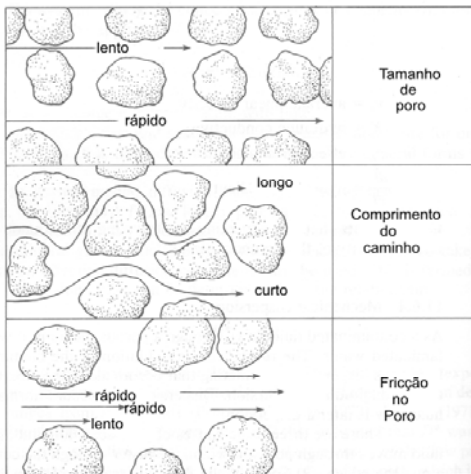 lento
rápido
Tamanho
de
poro
longo
curto
Comprimento
do
caminho
rápido
rápido
lento
Fricção
no
Poro